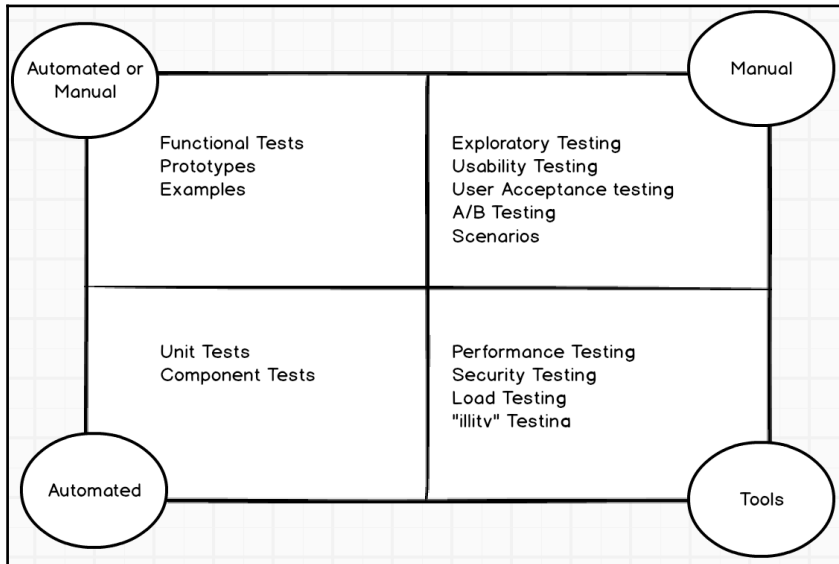 Automated or
Manual
Manual
Functional Tests
Prototypes
Examples
Exploratory Testing
Usability Testing
User Acceptance testing
A/B Testing
Scenarios
Unit Tests
Component Tests
Performance Testing
Security Testing
Load Testing
"illity" Testing
Automated
Tools